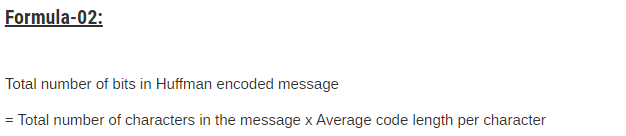 Formula-02:
Total number of bits in Huffman encoded message
= Total number of characters in the message x Average code length per character